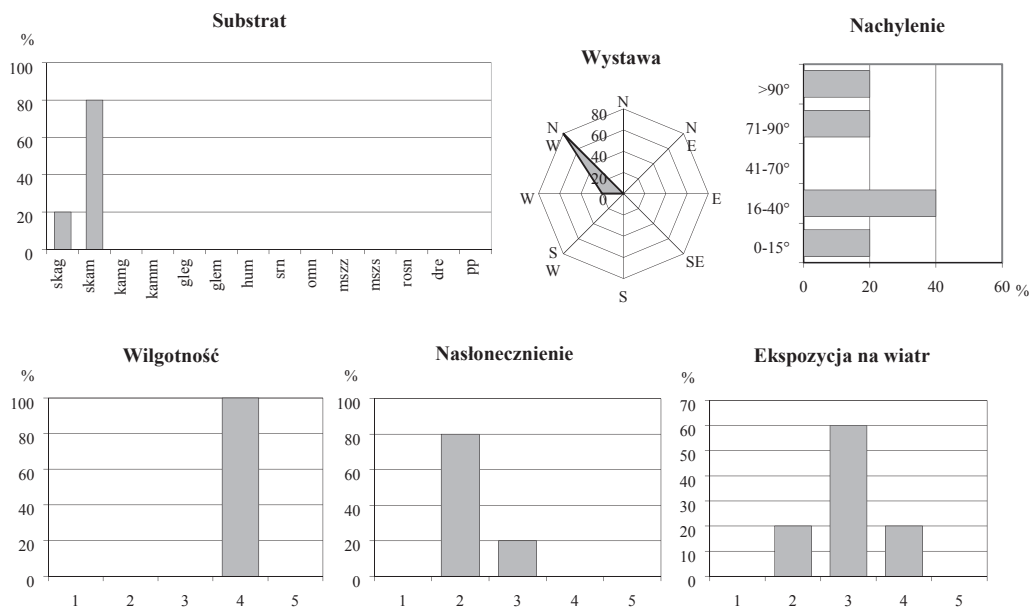 Substrat
%
100
80
60
40
20
0
skag
skam
kamg
kamm
gleg
glem
hum
srn
omn
mszz
mszs
rosn
dre
pp
Wystawa
N
N
E
E
SE
S
S
W
W
N
W
80
60
40
20
0
Nachylenie
>90°
71-90°
41-70°
16-40°
0-15°
0 20 40 60 %
Wilgotność
%
100
80
60
40
20
0
1 2 3 4 5
Nasłonecznienie
%
100
80
60
40
20
0
1 2 3 4 5
Ekspozycja na wiatr
%
70
60
50
40
30
20
10
0
1 2 3 4 5